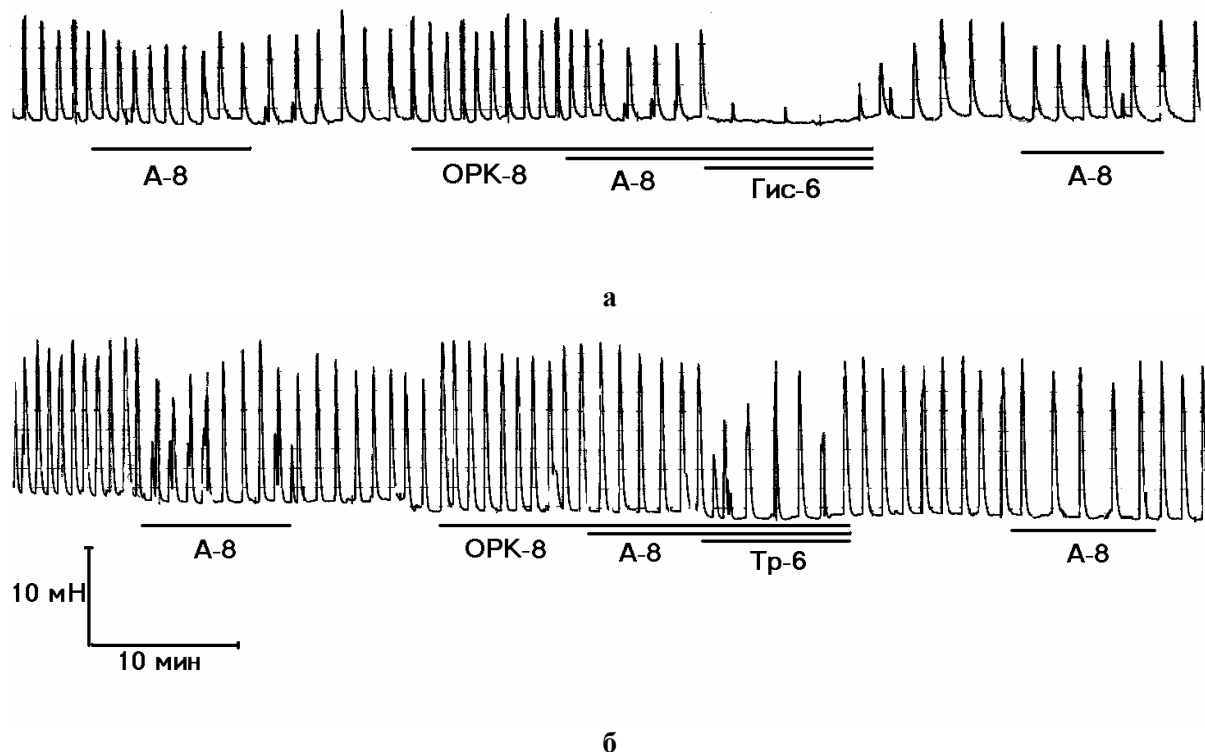 А-8 ОРК-8 А-8 Гис-6 А-8
а
А-8 ОРК-8 А-8 Тр-6 А-8
10 мН
10 мин
б